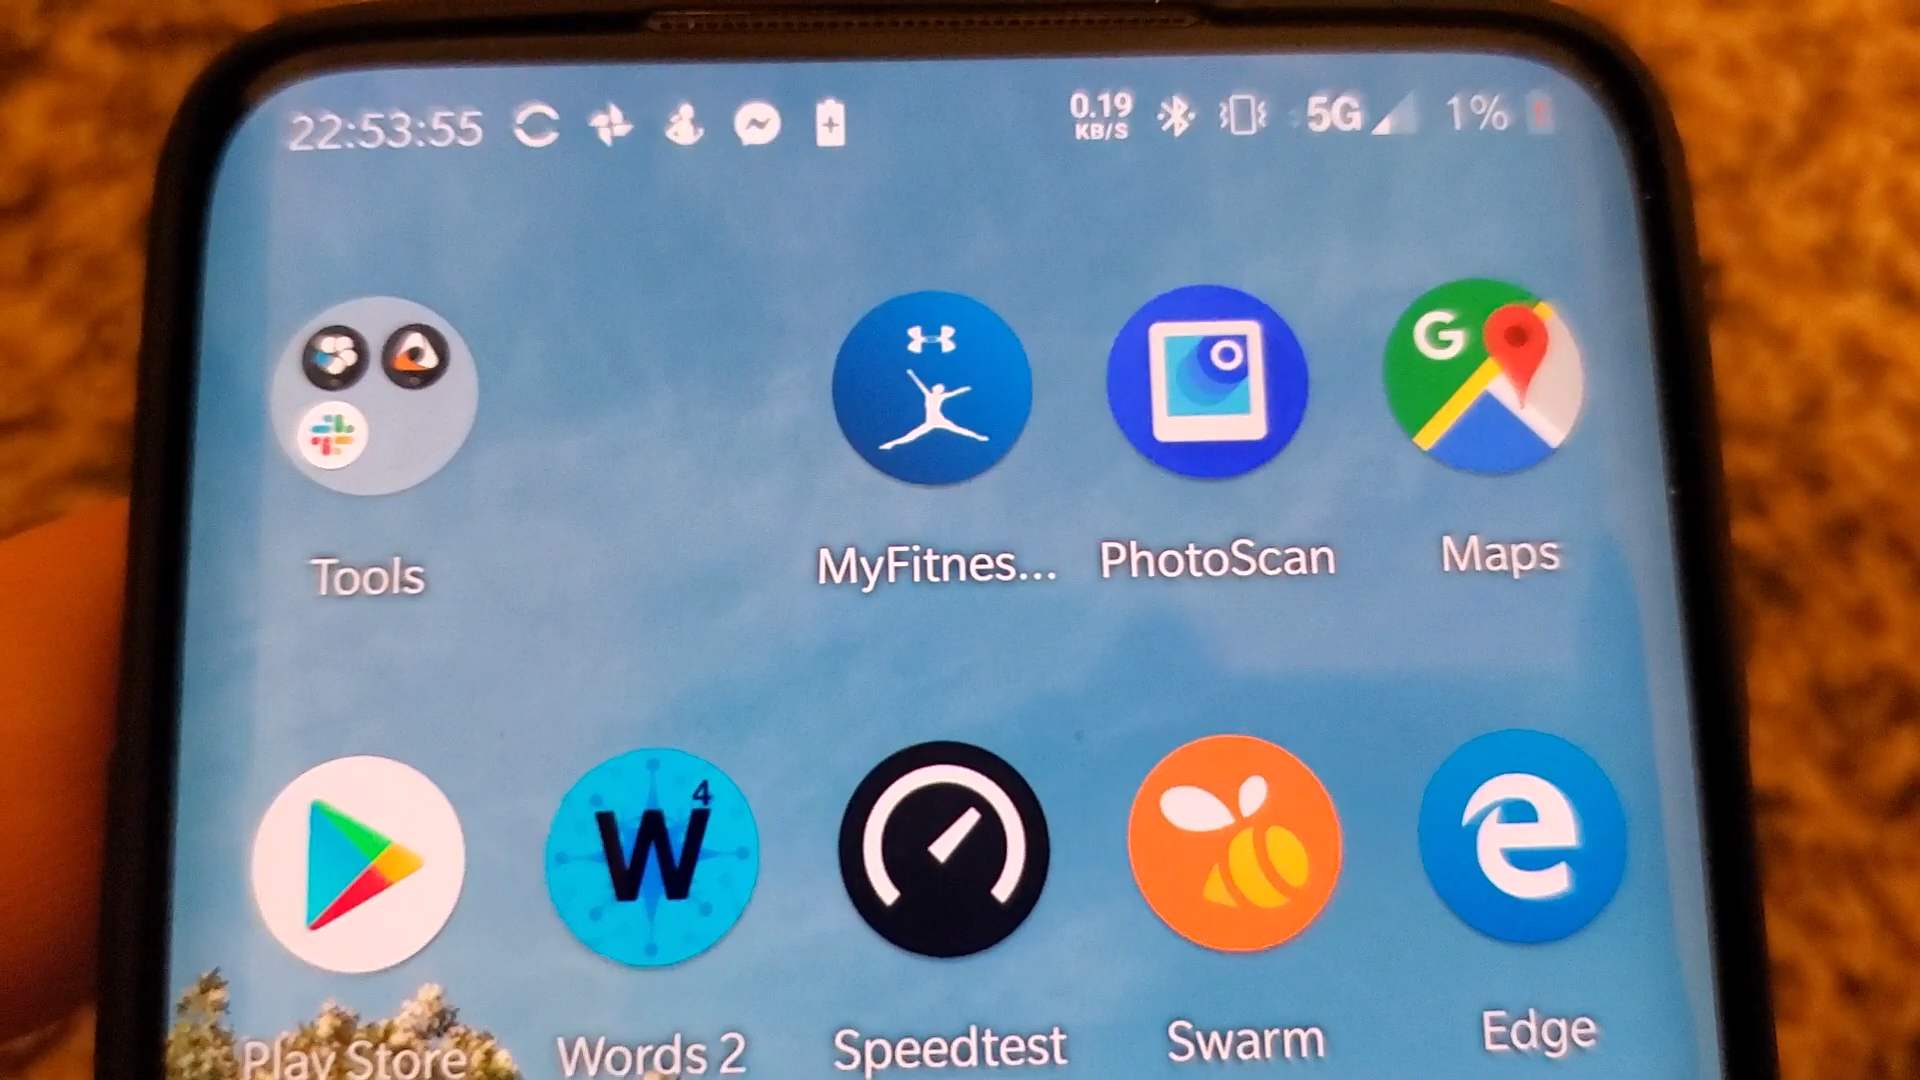 22:53:55 0.19 KB/S 5G 1%
G
Tools MyFitnes... PhotoScan Maps
W 4 e
Play Store Words 2 Speedtest Swarm Edge